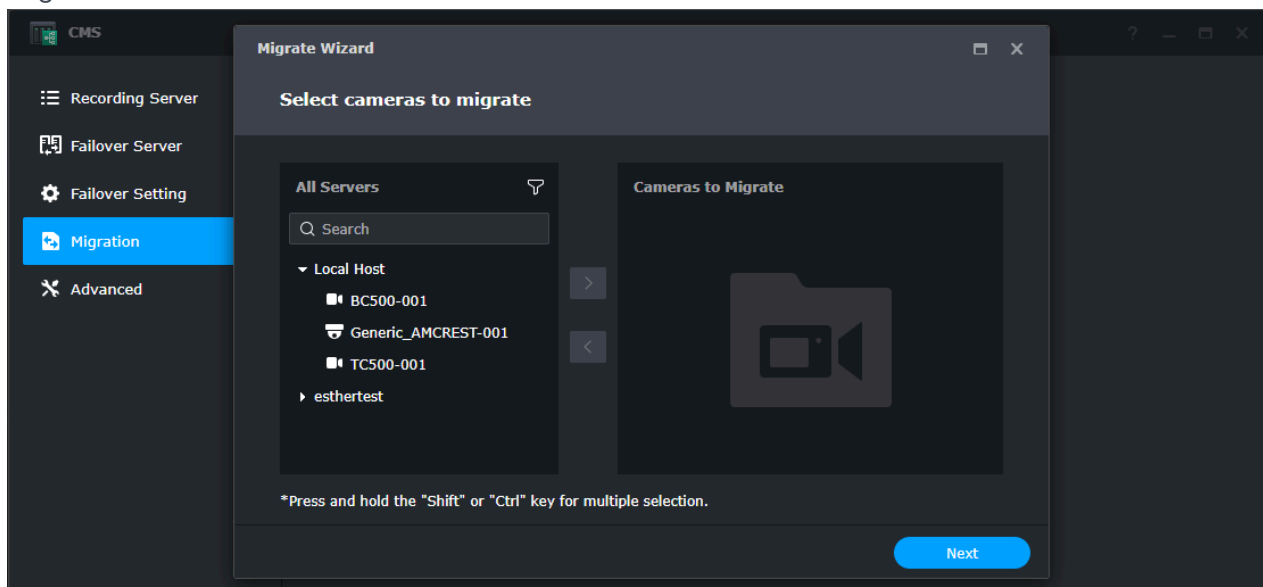 CMS
Recording Server
Failover Server
Failover Setting
Migration
Advanced
Migrate Wizard
Select cameras to migrate
All Servers
Search
Local Host
BC500-001
Generic_AMCREST-001
TC500-001
esthertest
Cameras to Migrate
*Press and hold the "Shift" or "Ctrl" key for multiple selection.
Next